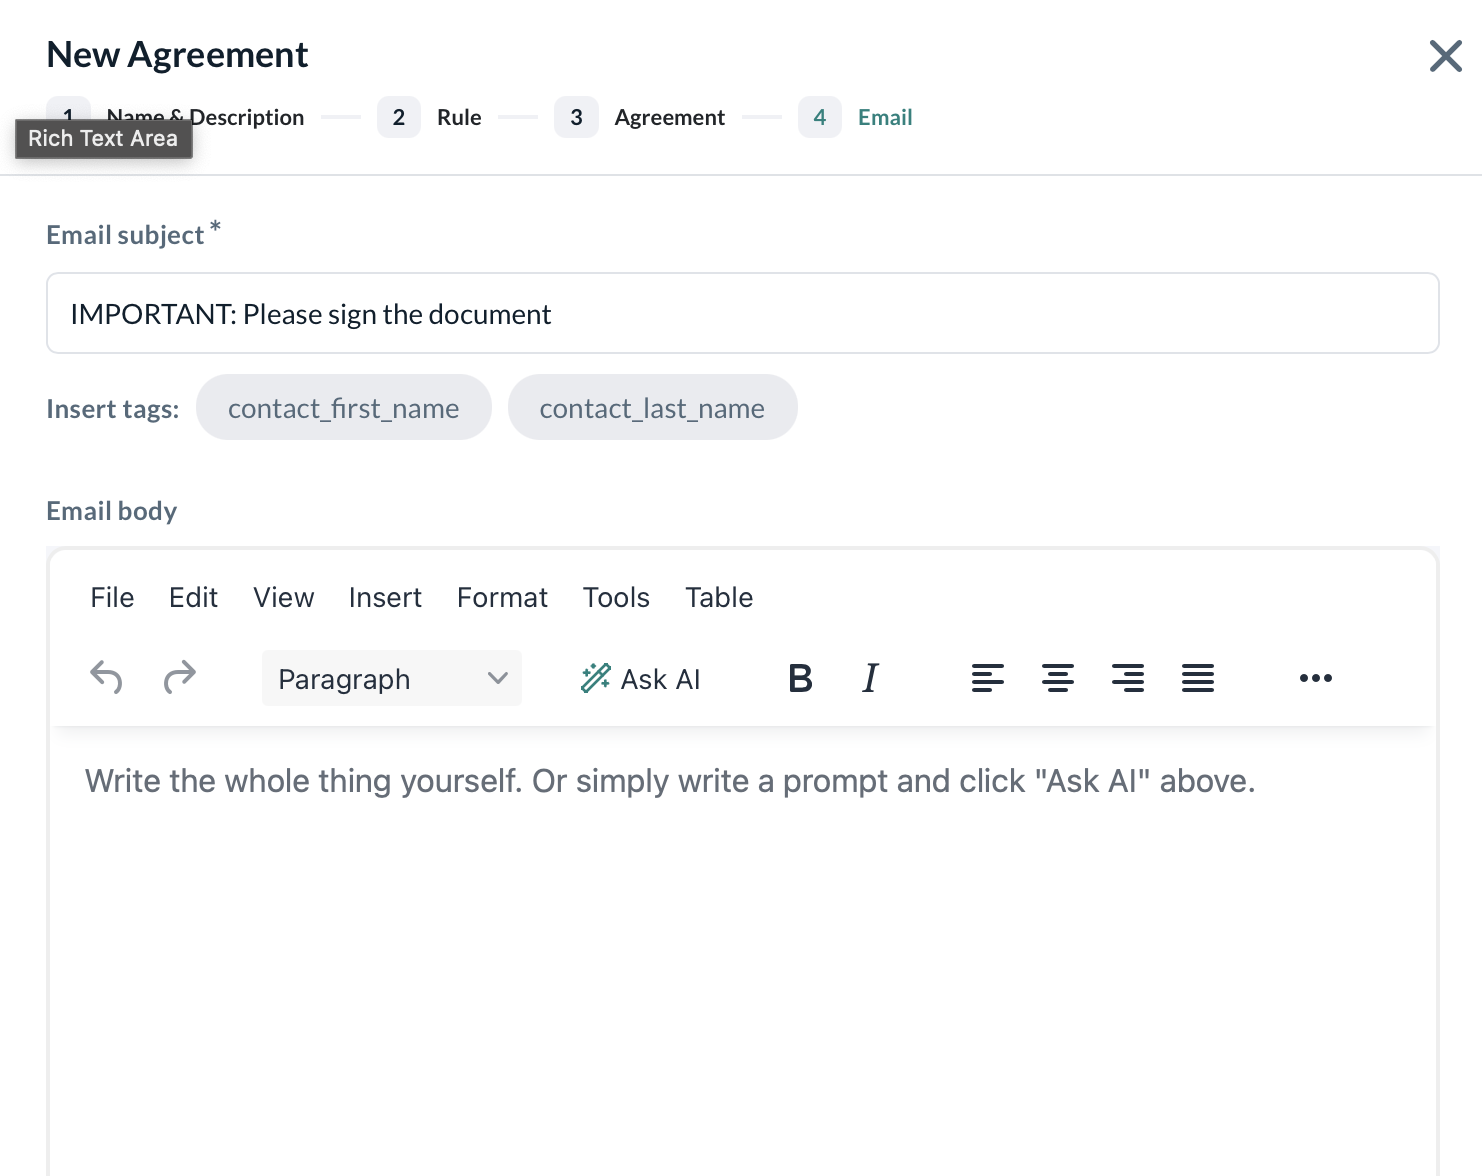 New Agreement
1 Name & Description 2 Rule 3 Agreement 4 Email
Rich Text Area
Email subject *
IMPORTANT: Please sign the document
Insert tags: contact_first_name contact_last_name
Email body
File Edit View Insert Format Tools Table
Paragraph Ask AI B I
Write the whole thing yourself. Or simply write a prompt and click "Ask AI" above.